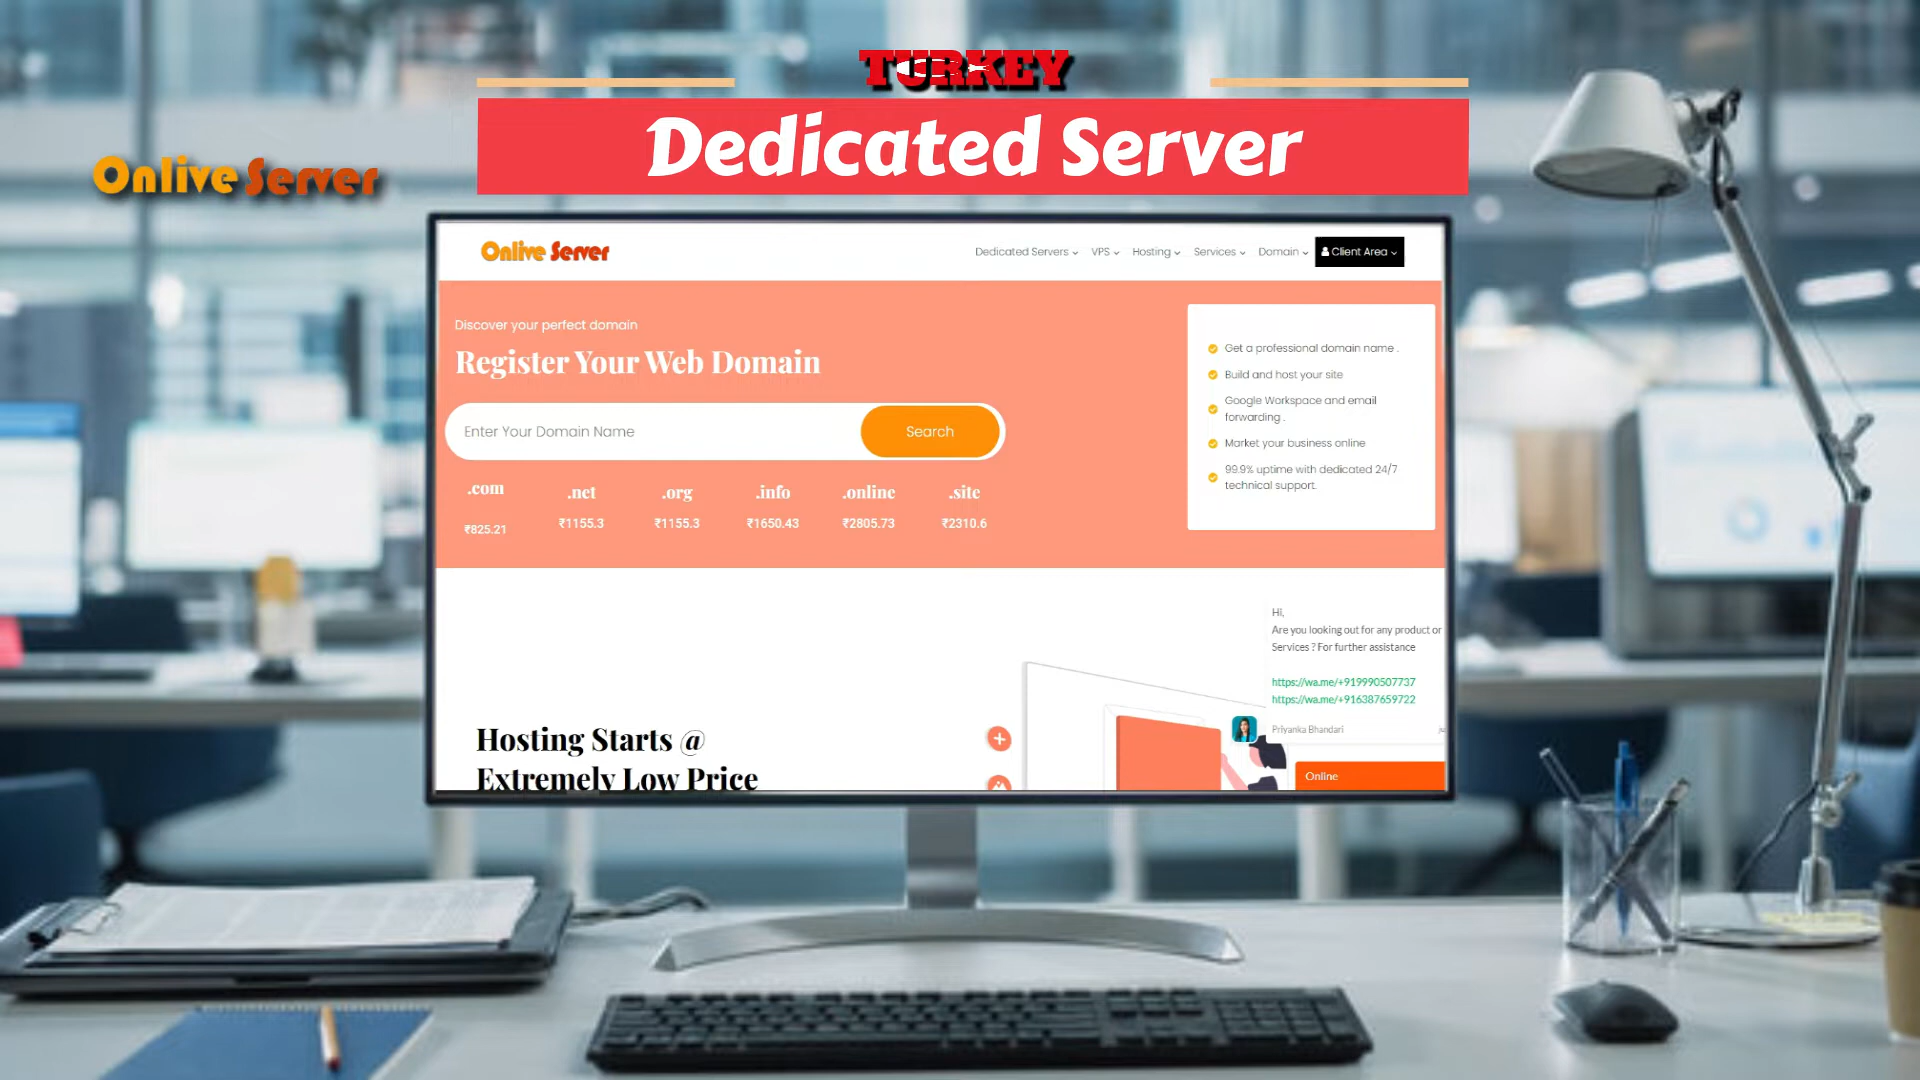 TURKEY
Dedicated Server
Onlive Server
Onlive Server
Dedicated Servers
VPS
Hosting
Services
Domain
Client Area
Discover your perfect domain
Register Your Web Domain
Enter Your Domain Name
Search
.com
.net
.org
.info
.online
.site
₹825.21
₹1155.3
₹1155.3
₹1650.43
₹2805.73
₹2310.6
Get a professional domain name .
Build and host your site
Google Workspace and email
forwarding .
Market your business online
99.9% uptime with dedicated 24/7
technical support.
Hosting Starts @
Extremely Low Price
Hi,
Are you looking out for any product or
Services ? For further assistance
https://wa.me/+919990507737
https://wa.me/+916387659722
Priyanka Bhandari
Online